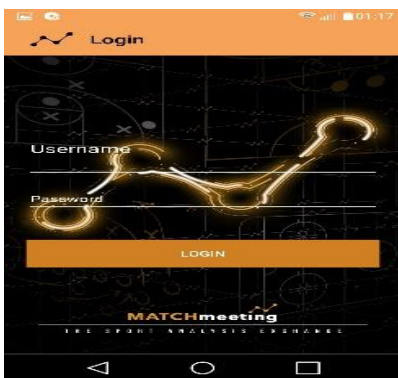 01:17
Login
Username
Password
LOGIN
MATCHmeeting
THE SPORT ANALYSIS EXCHANGE